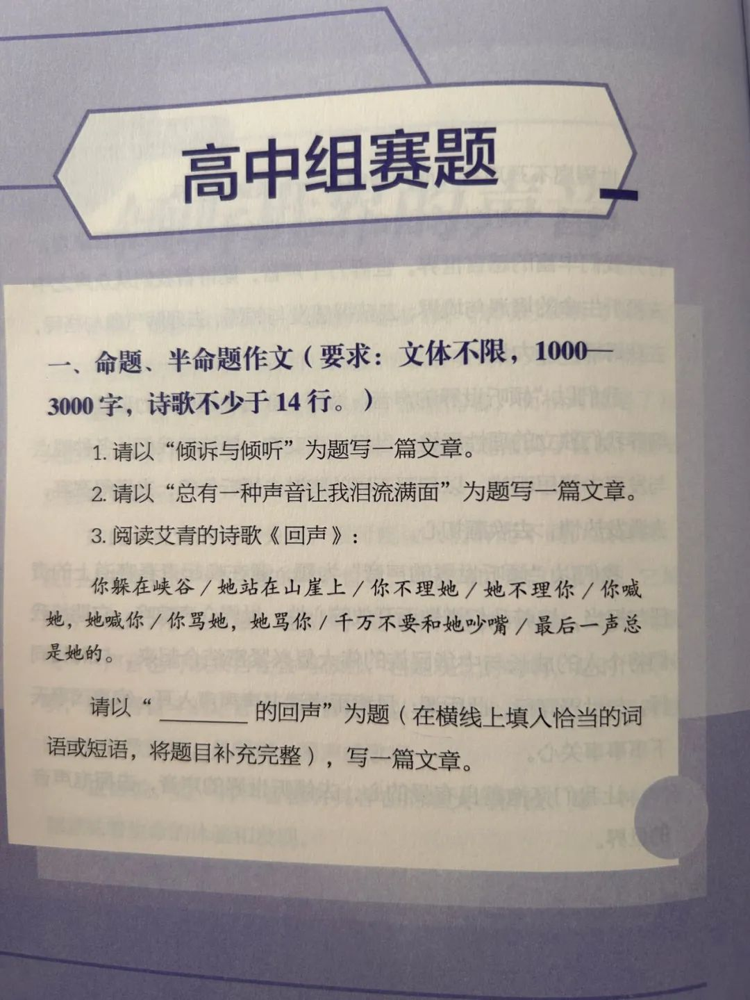 高中组赛题
一、命题、半命题作文（要求：文体不限，1000—
3000字，诗歌不少于14行。）
1. 请以“倾诉与倾听”为题写一篇文章。
2. 请以“总有一种声音让我泪流满面”为题写一篇文章。
3. 阅读艾青的诗歌《回声》：
你躲在峡谷/她站在山崖上/你不理她/她不理你/你喊
她，她喊你/你骂她，她骂你/千万不要和她吵嘴/最后一声总
是她的。
请以“________的回声”为题（在横线上填入恰当的词
语或短语，将题目补充完整），写一篇文章。